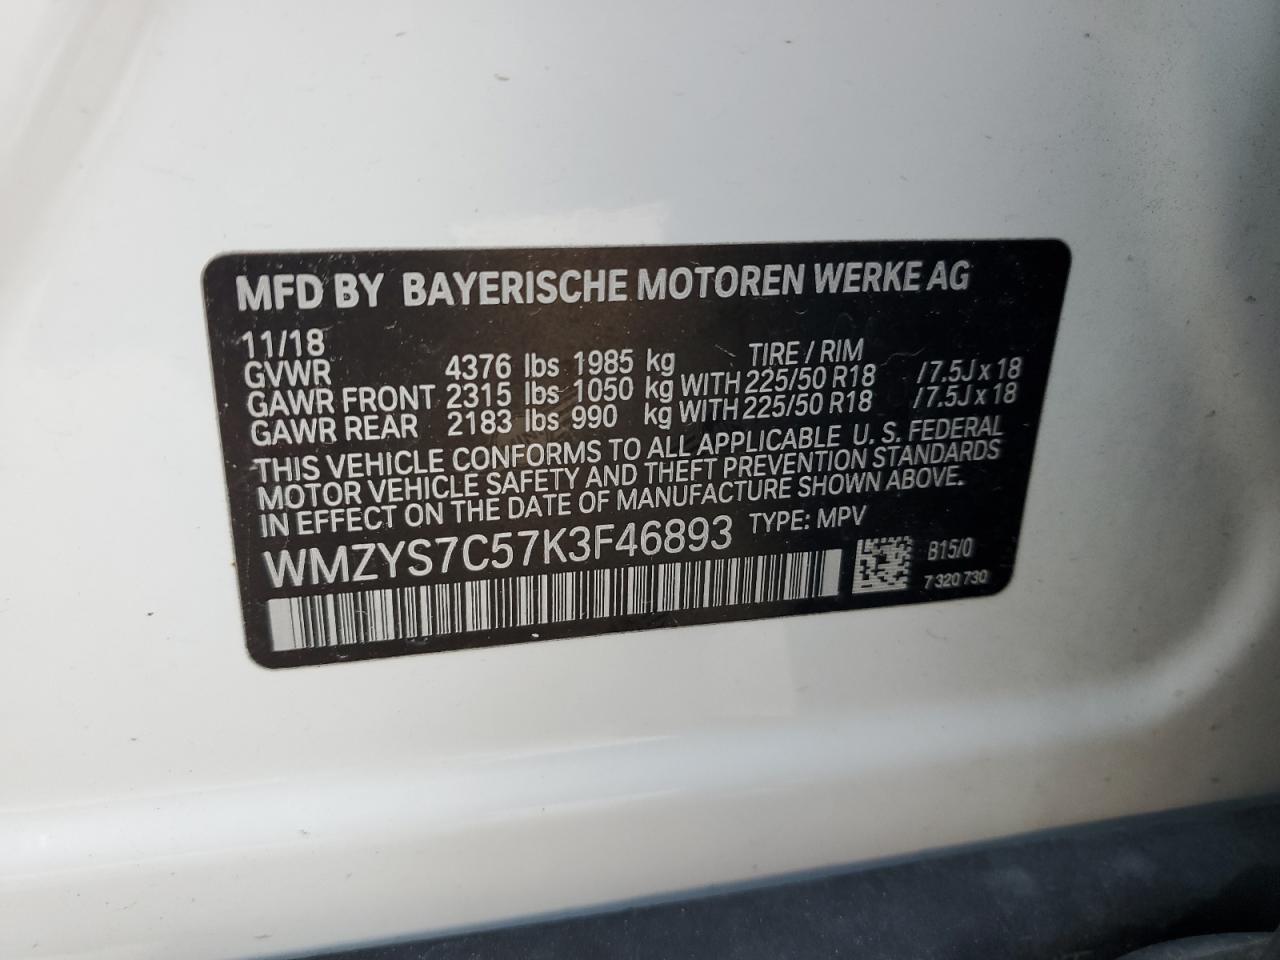 MFD BY BAYERISCHE MOTOREN WERKE AG
11/18
GVWR 4376 lbs 1985 kg TIRE / RIM
GAWR FRONT 2315 lbs 1050 kg WITH 225/50 R18 /7.5J x 18
GAWR REAR 2183 lbs 990 kg WITH 225/50 R18 /7.5J x 18
THIS VEHICLE CONFORMS TO ALL APPLICABLE U. S. FEDERAL
MOTOR VEHICLE SAFETY AND THEFT PREVENTION STANDARDS
IN EFFECT ON THE DATE OF MANUFACTURE SHOWN ABOVE.
WMZYS7C57K3F46893 TYPE: MPV
B15/0
7 320 730